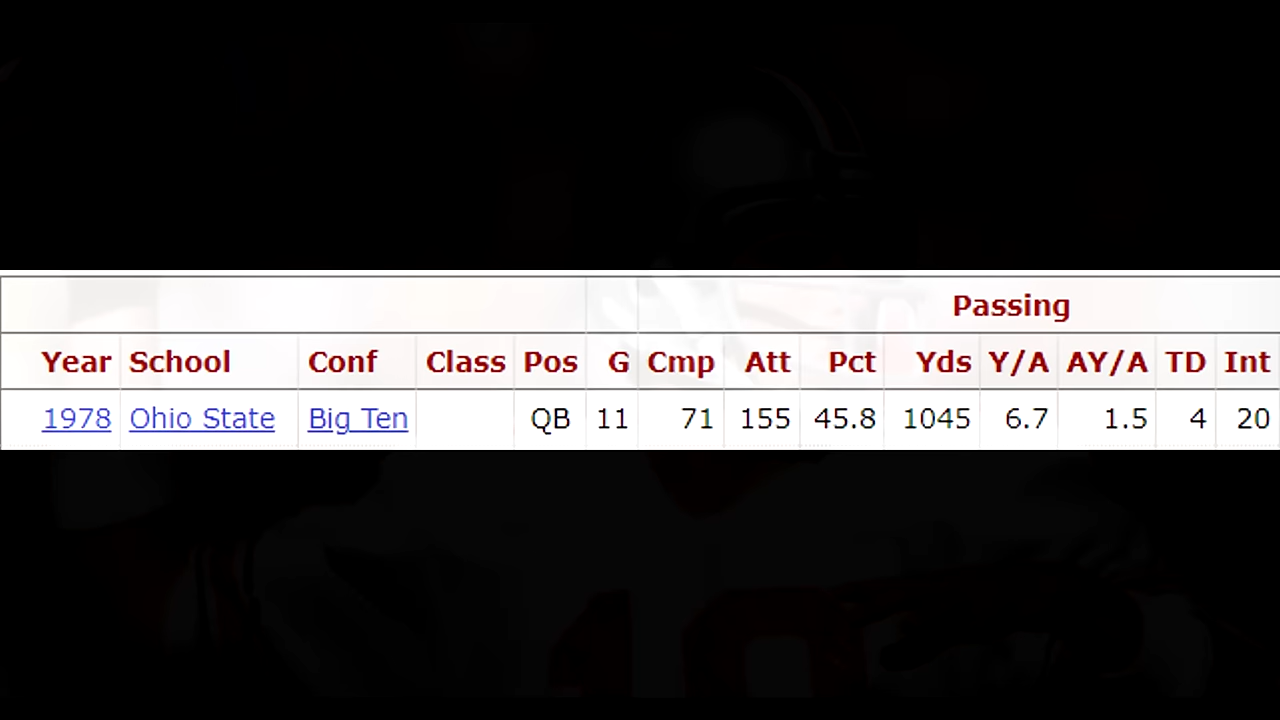 Passing
Year School Conf Class Pos G Cmp Att Pct Yds Y/A AY/A TD Int
1978 Ohio State Big Ten QB 11 71 155 45.8 1045 6.7 1.5 4 20